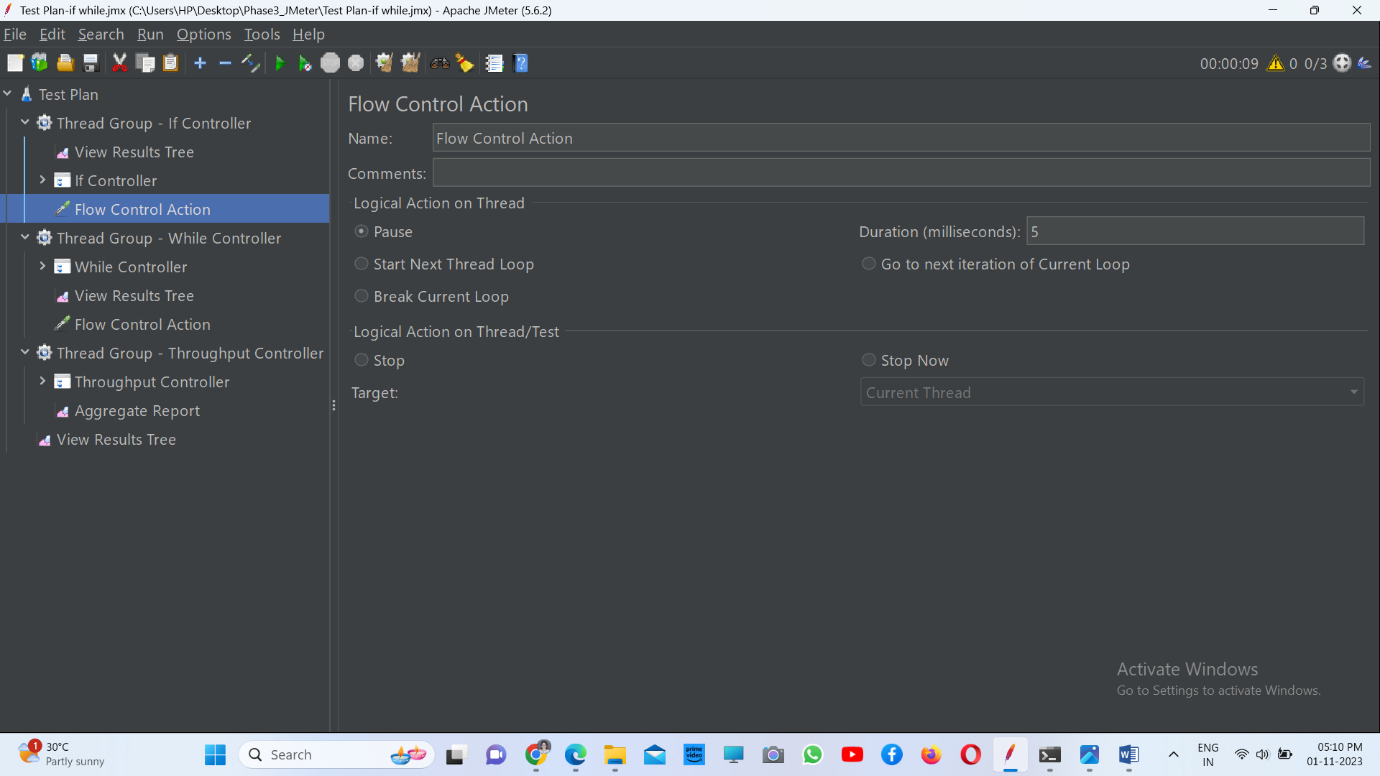 Test Plan-if while.jmx (C:\Users\HP\Desktop\Phase3_JMeter\Test Plan-if while.jmx) - Apache JMeter (5.6.2)
File Edit Search Run Options Tools Help
00:00:09 0 0/3
Test Plan
Thread Group - If Controller
View Results Tree
If Controller
Flow Control Action
Thread Group - While Controller
While Controller
View Results Tree
Flow Control Action
Thread Group - Throughput Controller
Throughput Controller
Aggregate Report
View Results Tree
Flow Control Action
Name: Flow Control Action
Comments:
Logical Action on Thread
Pause Duration (milliseconds): 5
Start Next Thread Loop Go to next iteration of Current Loop
Break Current Loop
Logical Action on Thread/Test
Stop Stop Now
Target: Current Thread
Activate Windows
Go to Settings to activate Windows.
1 30°C
Partly sunny
Search
prime video
ENG
IN
05:10 PM
01-11-2023